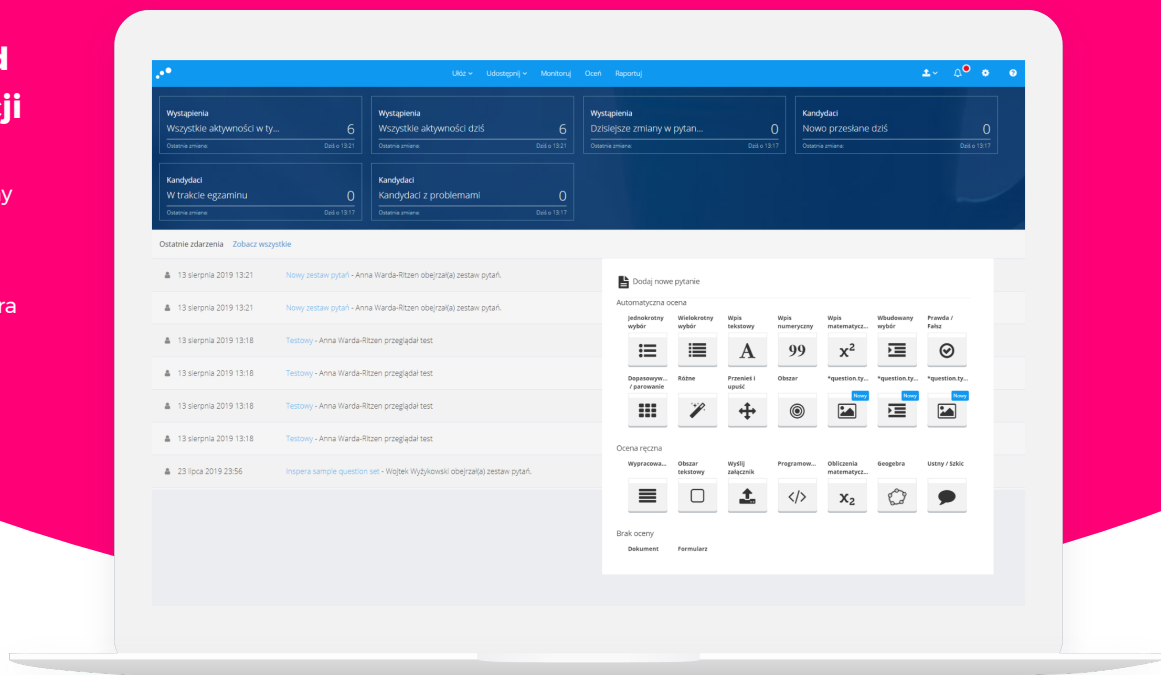 d
ji
y
ra
Ułóż Udostępnij Monitoruj Oceń Raportuj
Wystąpienia
Wszystkie aktywności w ty... 6
Ostatnia zmiana: Dziś o 13:21
Wystąpienia
Wszystkie aktywności dziś 6
Ostatnia zmiana: Dziś o 13:21
Wystąpienia
Dzisiejsze zmiany w pytan... 0
Ostatnia zmiana: Dziś o 13:17
Kandydaci
Nowo przesłane dziś 0
Ostatnia zmiana: Dziś o 13:17
Kandydaci
W trakcie egzaminu 0
Ostatnia zmiana: Dziś o 13:17
Kandydaci
Kandydaci z problemami 0
Ostatnia zmiana: Dziś o 13:17
Ostatnie zdarzenia Zobacz wszystkie
13 sierpnia 2019 13:21 Nowy zestaw pytań - Anna Warda-Ritzen obejrzał(a) zestaw pytań.
13 sierpnia 2019 13:21 Nowy zestaw pytań - Anna Warda-Ritzen obejrzał(a) zestaw pytań.
13 sierpnia 2019 13:18 Testowy - Anna Warda-Ritzen przeglądał test
13 sierpnia 2019 13:18 Testowy - Anna Warda-Ritzen przeglądał test
13 sierpnia 2019 13:18 Testowy - Anna Warda-Ritzen przeglądał test
13 sierpnia 2019 13:18 Testowy - Anna Warda-Ritzen przeglądał test
23 lipca 2019 23:56 Inspera sample question set - Wojtek Wyżykowski obejrzał(a) zestaw pytań.
Dodaj nowe pytanie
Automatyczna ocena
Jednokrotny wybór
Wielokrotny wybór
Wpis tekstowy
Wpis numeryczny
Wpis matematycz...
Wbudowany wybór
Prawda / Fałsz
A 99 x²
Dopasowyw... / parowanie
Różne
Przenieś i upuść
Obszar
*question.ty...
*question.ty...
*question.ty...
Nowy Nowy Nowy
Ocena ręczna
Wypracowa...
Obszar tekstowy
Wyślij załącznik
Programow...
Obliczenia matematycz...
Geogebra
Ustny / Szkic
</> x₂
Brak oceny
Dokument Formularz